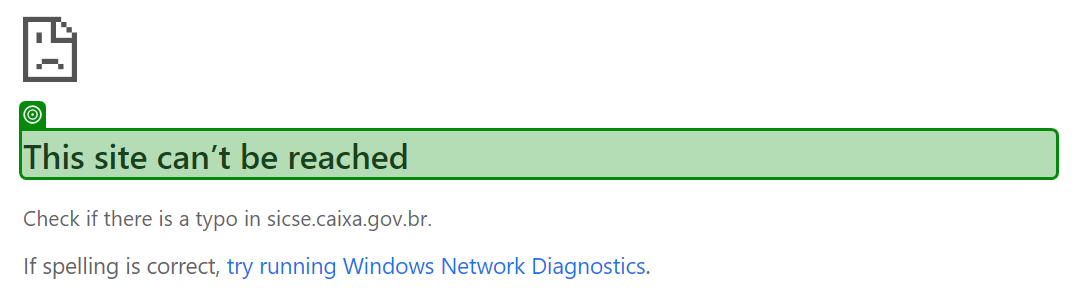 This site can’t be reached
Check if there is a typo in sicse.caixa.gov.br.
If spelling is correct, try running Windows Network Diagnostics.